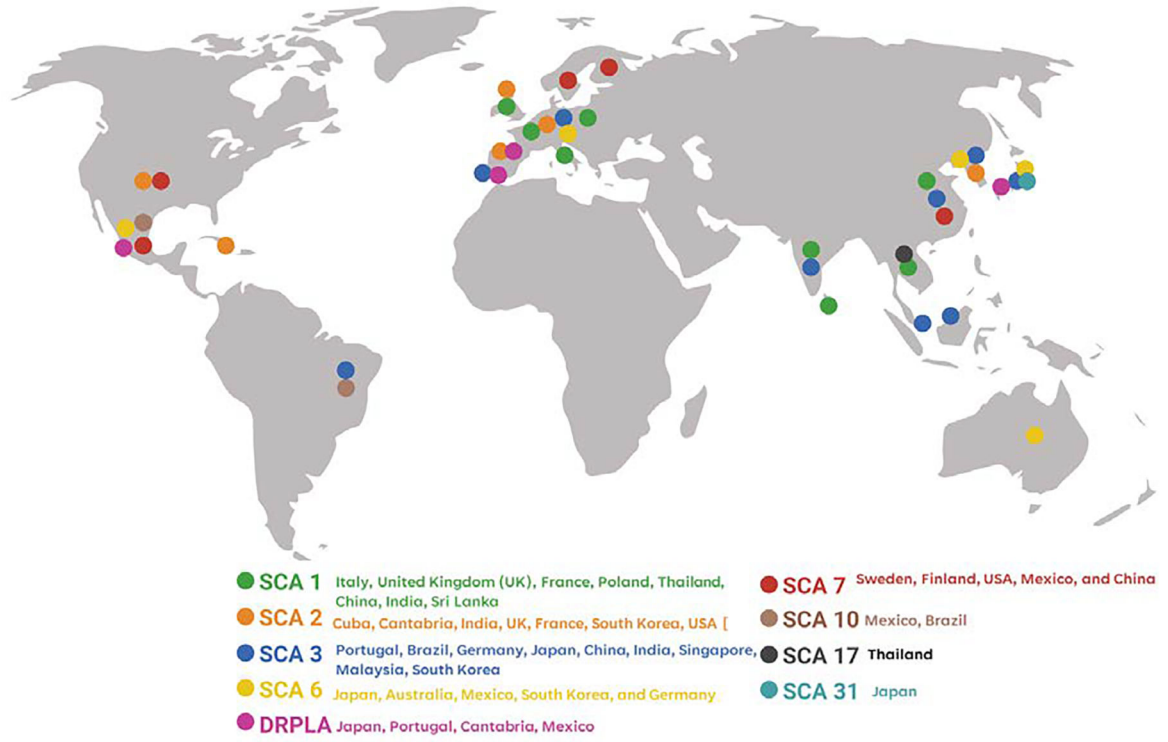 SCA 1 Italy, United Kingdom (UK), France, Poland, Thailand,
China, India, Sri Lanka
SCA 2 Cuba, Cantabria, India, UK, France, South Korea, USA [
SCA 3 Portugal, Brazil, Germany, Japan, China, India, Singapore,
Malaysia, South Korea
SCA 6 Japan, Australia, Mexico, South Korea, and Germany
DRPLA Japan, Portugal, Cantabria, Mexico
SCA 7 Sweden, Finland, USA, Mexico, and China
SCA 10 Mexico, Brazil
SCA 17 Thailand
SCA 31 Japan